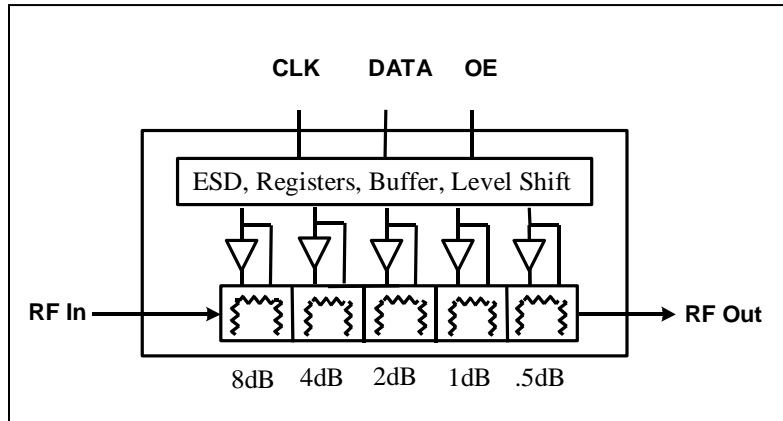 CLK DATA OE
ESD, Registers, Buffer, Level Shift
RF In RF Out
8dB 4dB 2dB 1dB .5dB